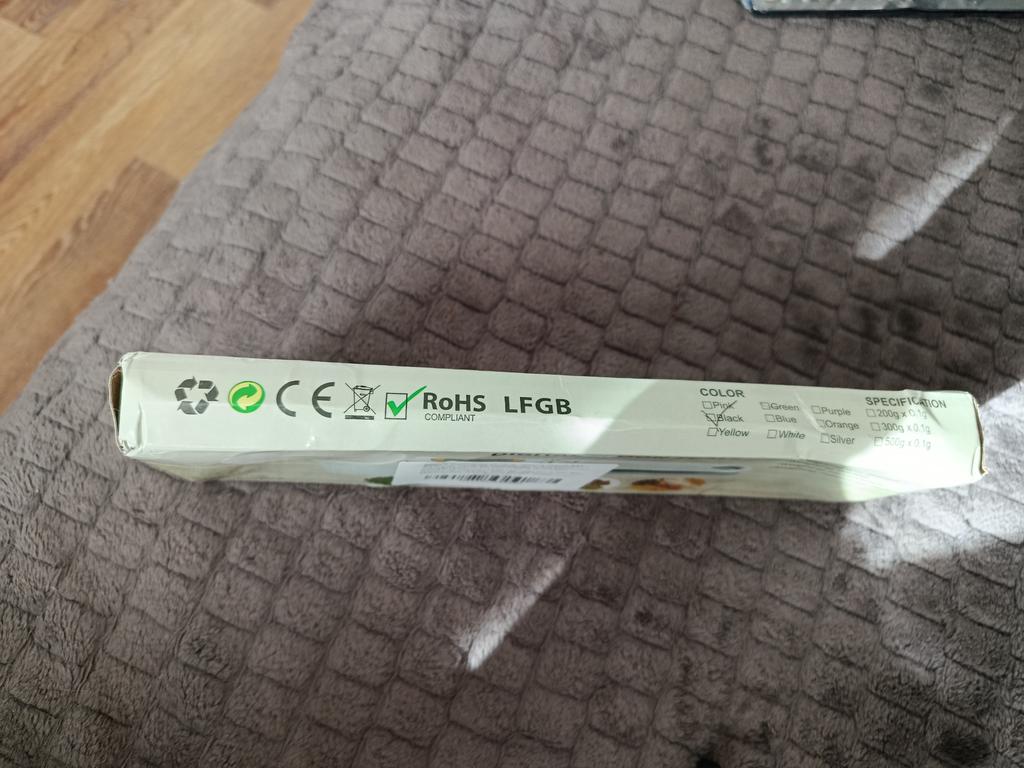 CE
RoHS
COMPLIANT
LFGB
COLOR
Pink
Green
Purple
Black
Blue
Orange
Yellow
White
Silver
SPECIFICATION
200g x 0.1g
300g x 0.1g
500g x 0.1g